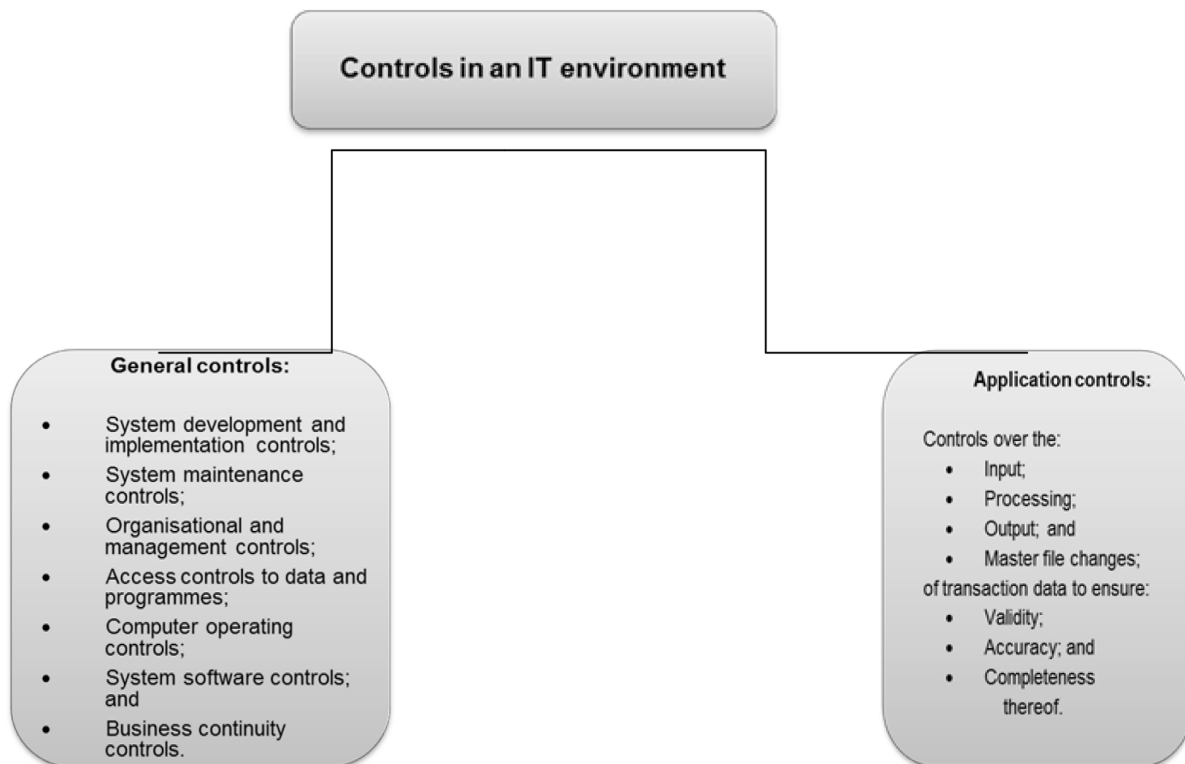 Controls in an IT environment
General controls:
• System development and
implementation controls;
• System maintenance
controls;
• Organisational and
management controls;
• Access controls to data and
programmes;
• Computer operating
controls;
• System software controls;
and
• Business continuity
controls.
Application controls:
Controls over the:
• Input;
• Processing;
• Output; and
• Master file changes;
of transaction data to ensure:
• Validity;
• Accuracy; and
• Completeness
thereof.